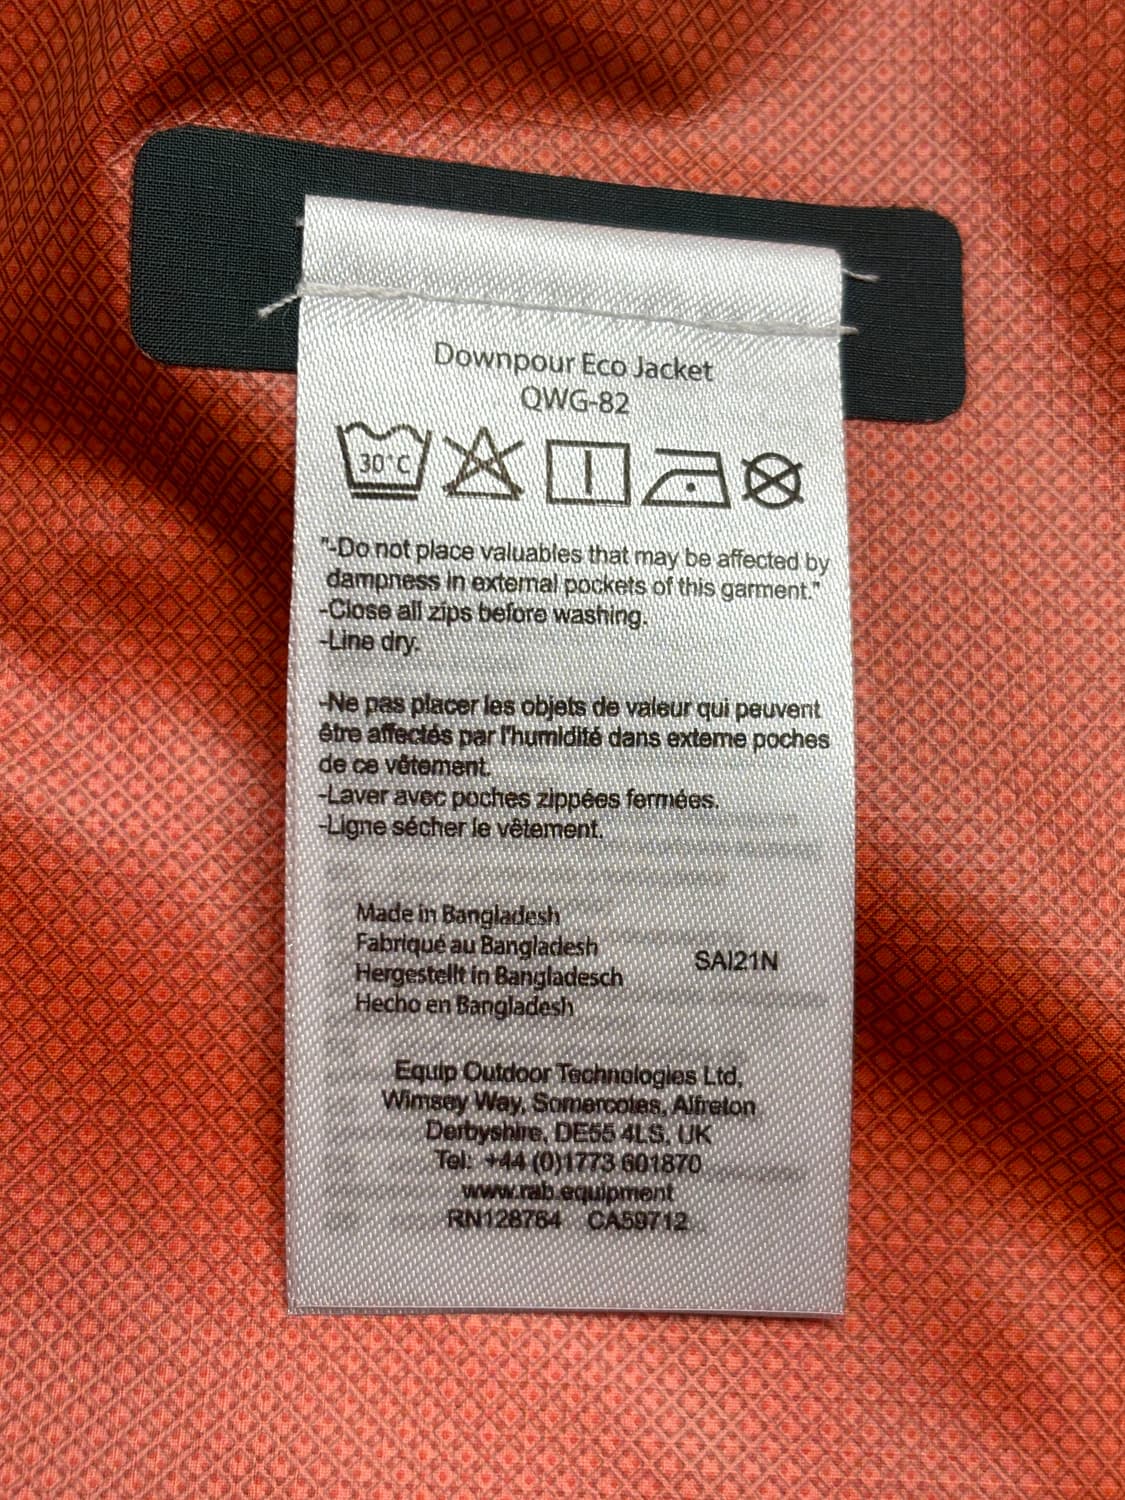 Downpour Eco Jacket
QWG-82
30°C
"-Do not place valuables that may be affected by
dampness in external pockets of this garment."
-Close all zips before washing.
-Line dry.
-Ne pas placer les objets de valeur qui peuvent
être affectés par l'humidité dans externe poches
de ce vêtement.
-Laver avec poches zippées fermées.
-Ligne sécher le vêtement.
Made in Bangladesh
Fabriqué au Bangladesh
Hergestellt in Bangladesch
Hecho en Bangladesh
SAI21N
Equip Outdoor Technologies Ltd,
Wimsey Way, Somercotes, Alfreton
Derbyshire, DE55 4LS, UK
Tel: +44 (0)1773 601870
www.rab.equipment
RN128764 CA59712